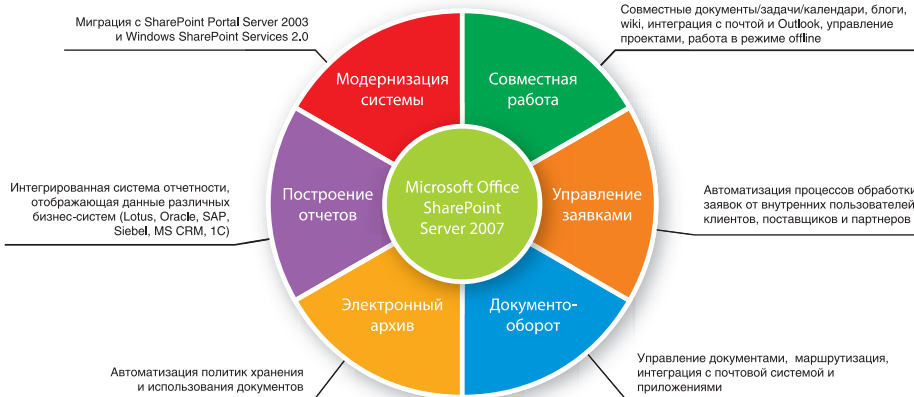 Миграция с SharePoint Portal Server 2003
и Windows SharePoint Services 2.0
Совместные документы/задачи/календари, блоги,
wiki, интеграция с почтой и Outlook, управление
проектами, работа в режиме offline
Модернизация
системы
Совместная
работа
Интегрированная система отчетности,
отображающая данные различных
бизнес-систем (Lotus, Oracle, SAP,
Siebel, MS CRM, 1С)
Построение
отчетов
Microsoft Office
SharePoint
Server 2007
Управление
заявками
Автоматизация процессов обработки
заявок от внутренних пользователей
клиентов, поставщиков и партнеров
Электронный
архив
Документо-
оборот
Автоматизация политик хранения
и использования документов
Управление документами, маршрутизация,
интеграция с почтовой системой и
приложениями